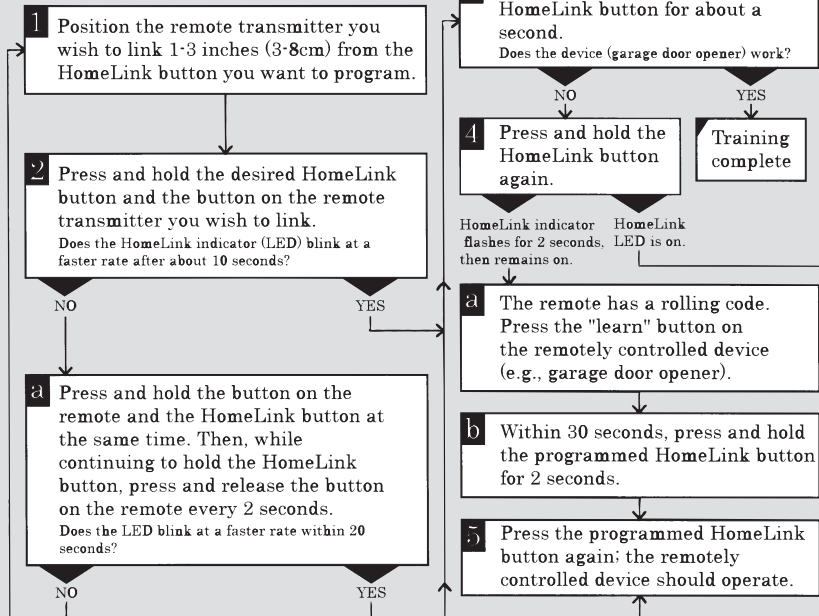 1
Position the remote transmitter you
wish to link 1-3 inches (3-8cm) from the
HomeLink button you want to program.
2
Press and hold the desired HomeLink
button and the button on the remote
transmitter you wish to link.
Does the HomeLink indicator (LED) blink at a
faster rate after about 10 seconds?
NO
YES
a
Press and hold the button on the
remote and the HomeLink button at
the same time. Then, while
continuing to hold the HomeLink
button, press and release the button
on the remote every 2 seconds.
Does the LED blink at a faster rate within 20
seconds?
NO
YES
HomeLink button for about a
second.
Does the device (garage door opener) work?
NO
YES
4
Press and hold the
HomeLink button
again.
Training
complete
HomeLink indicator
flashes for 2 seconds,
then remains on.
HomeLink
LED is on.
a
The remote has a rolling code.
Press the "learn" button on
the remotely controlled device
(e.g., garage door opener).
b
Within 30 seconds, press and hold
the programmed HomeLink button
for 2 seconds.
5
Press the programmed HomeLink
button again; the remotely
controlled device should operate.